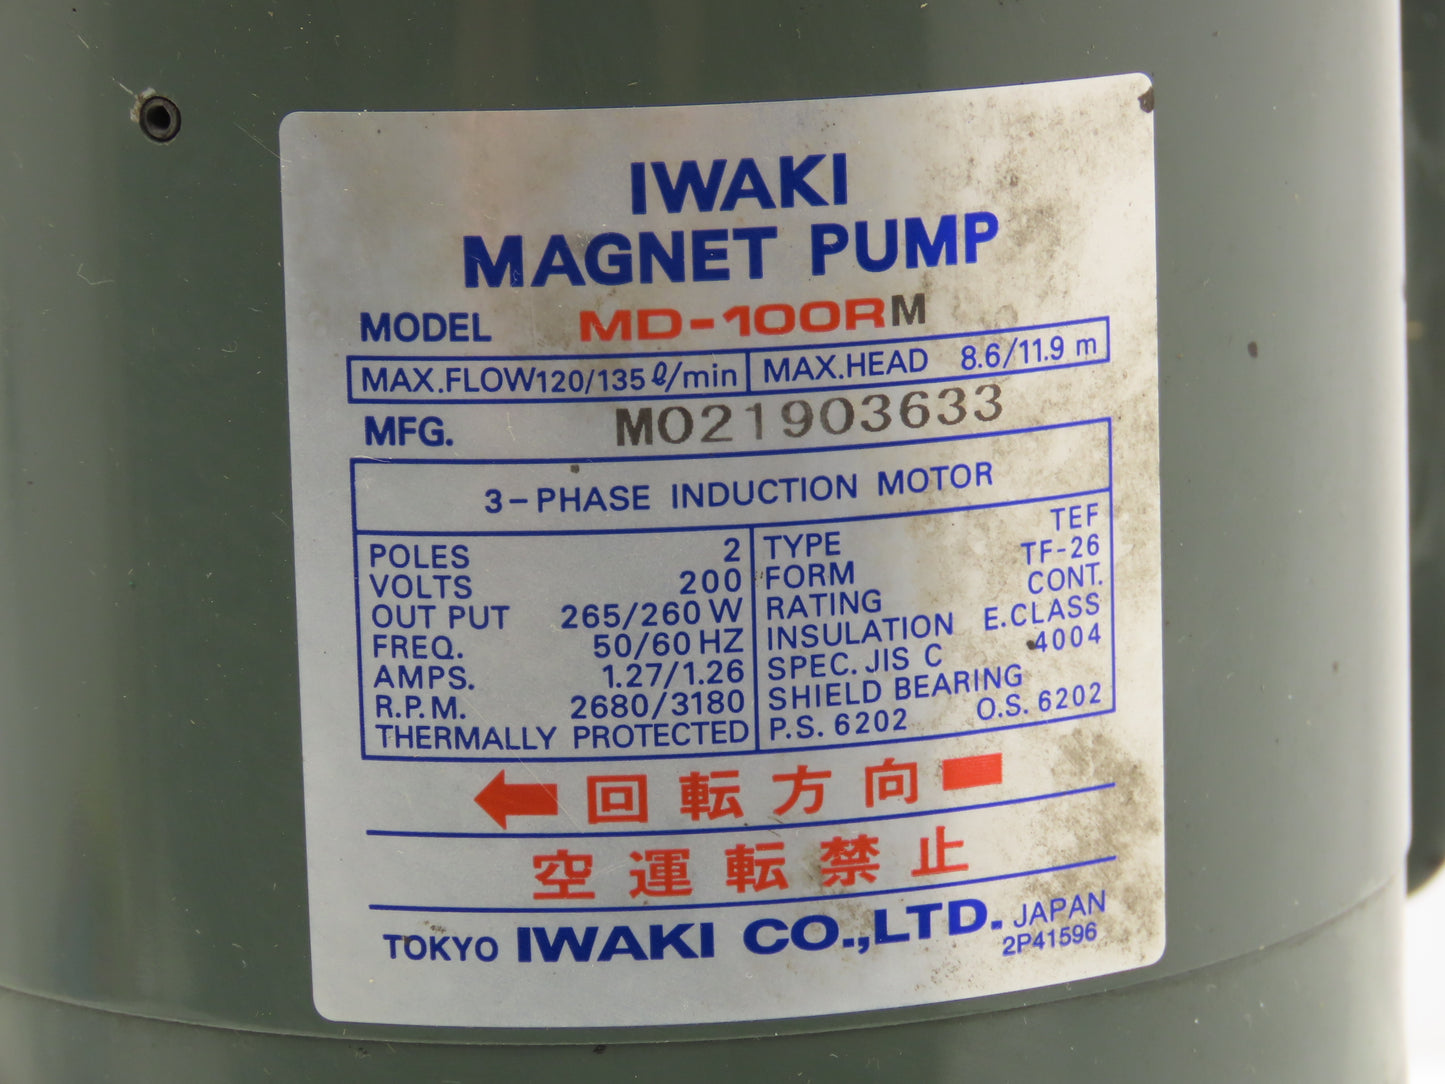 IWAKI
MAGNET PUMP
MODEL MD-100RM
MAX.FLOW 120/135 ℓ/min MAX.HEAD 8.6/11.9 m
MFG. M021903633
3-PHASE INDUCTION MOTOR
POLES 2
VOLTS 200
OUT PUT 265/260 W
FREQ. 50/60 HZ
AMPS. 1.27/1.26
R.P.M. 2680/3180
THERMALLY PROTECTED
TYPE TEF
FORM TF-26
RATING CONT.
INSULATION E.CLASS
SPEC. JIS C 4004
SHIELD BEARING
P.S. 6202 O.S. 6202
回転方向
空運転禁止
TOKYO IWAKI CO.,LTD. JAPAN
2P41596